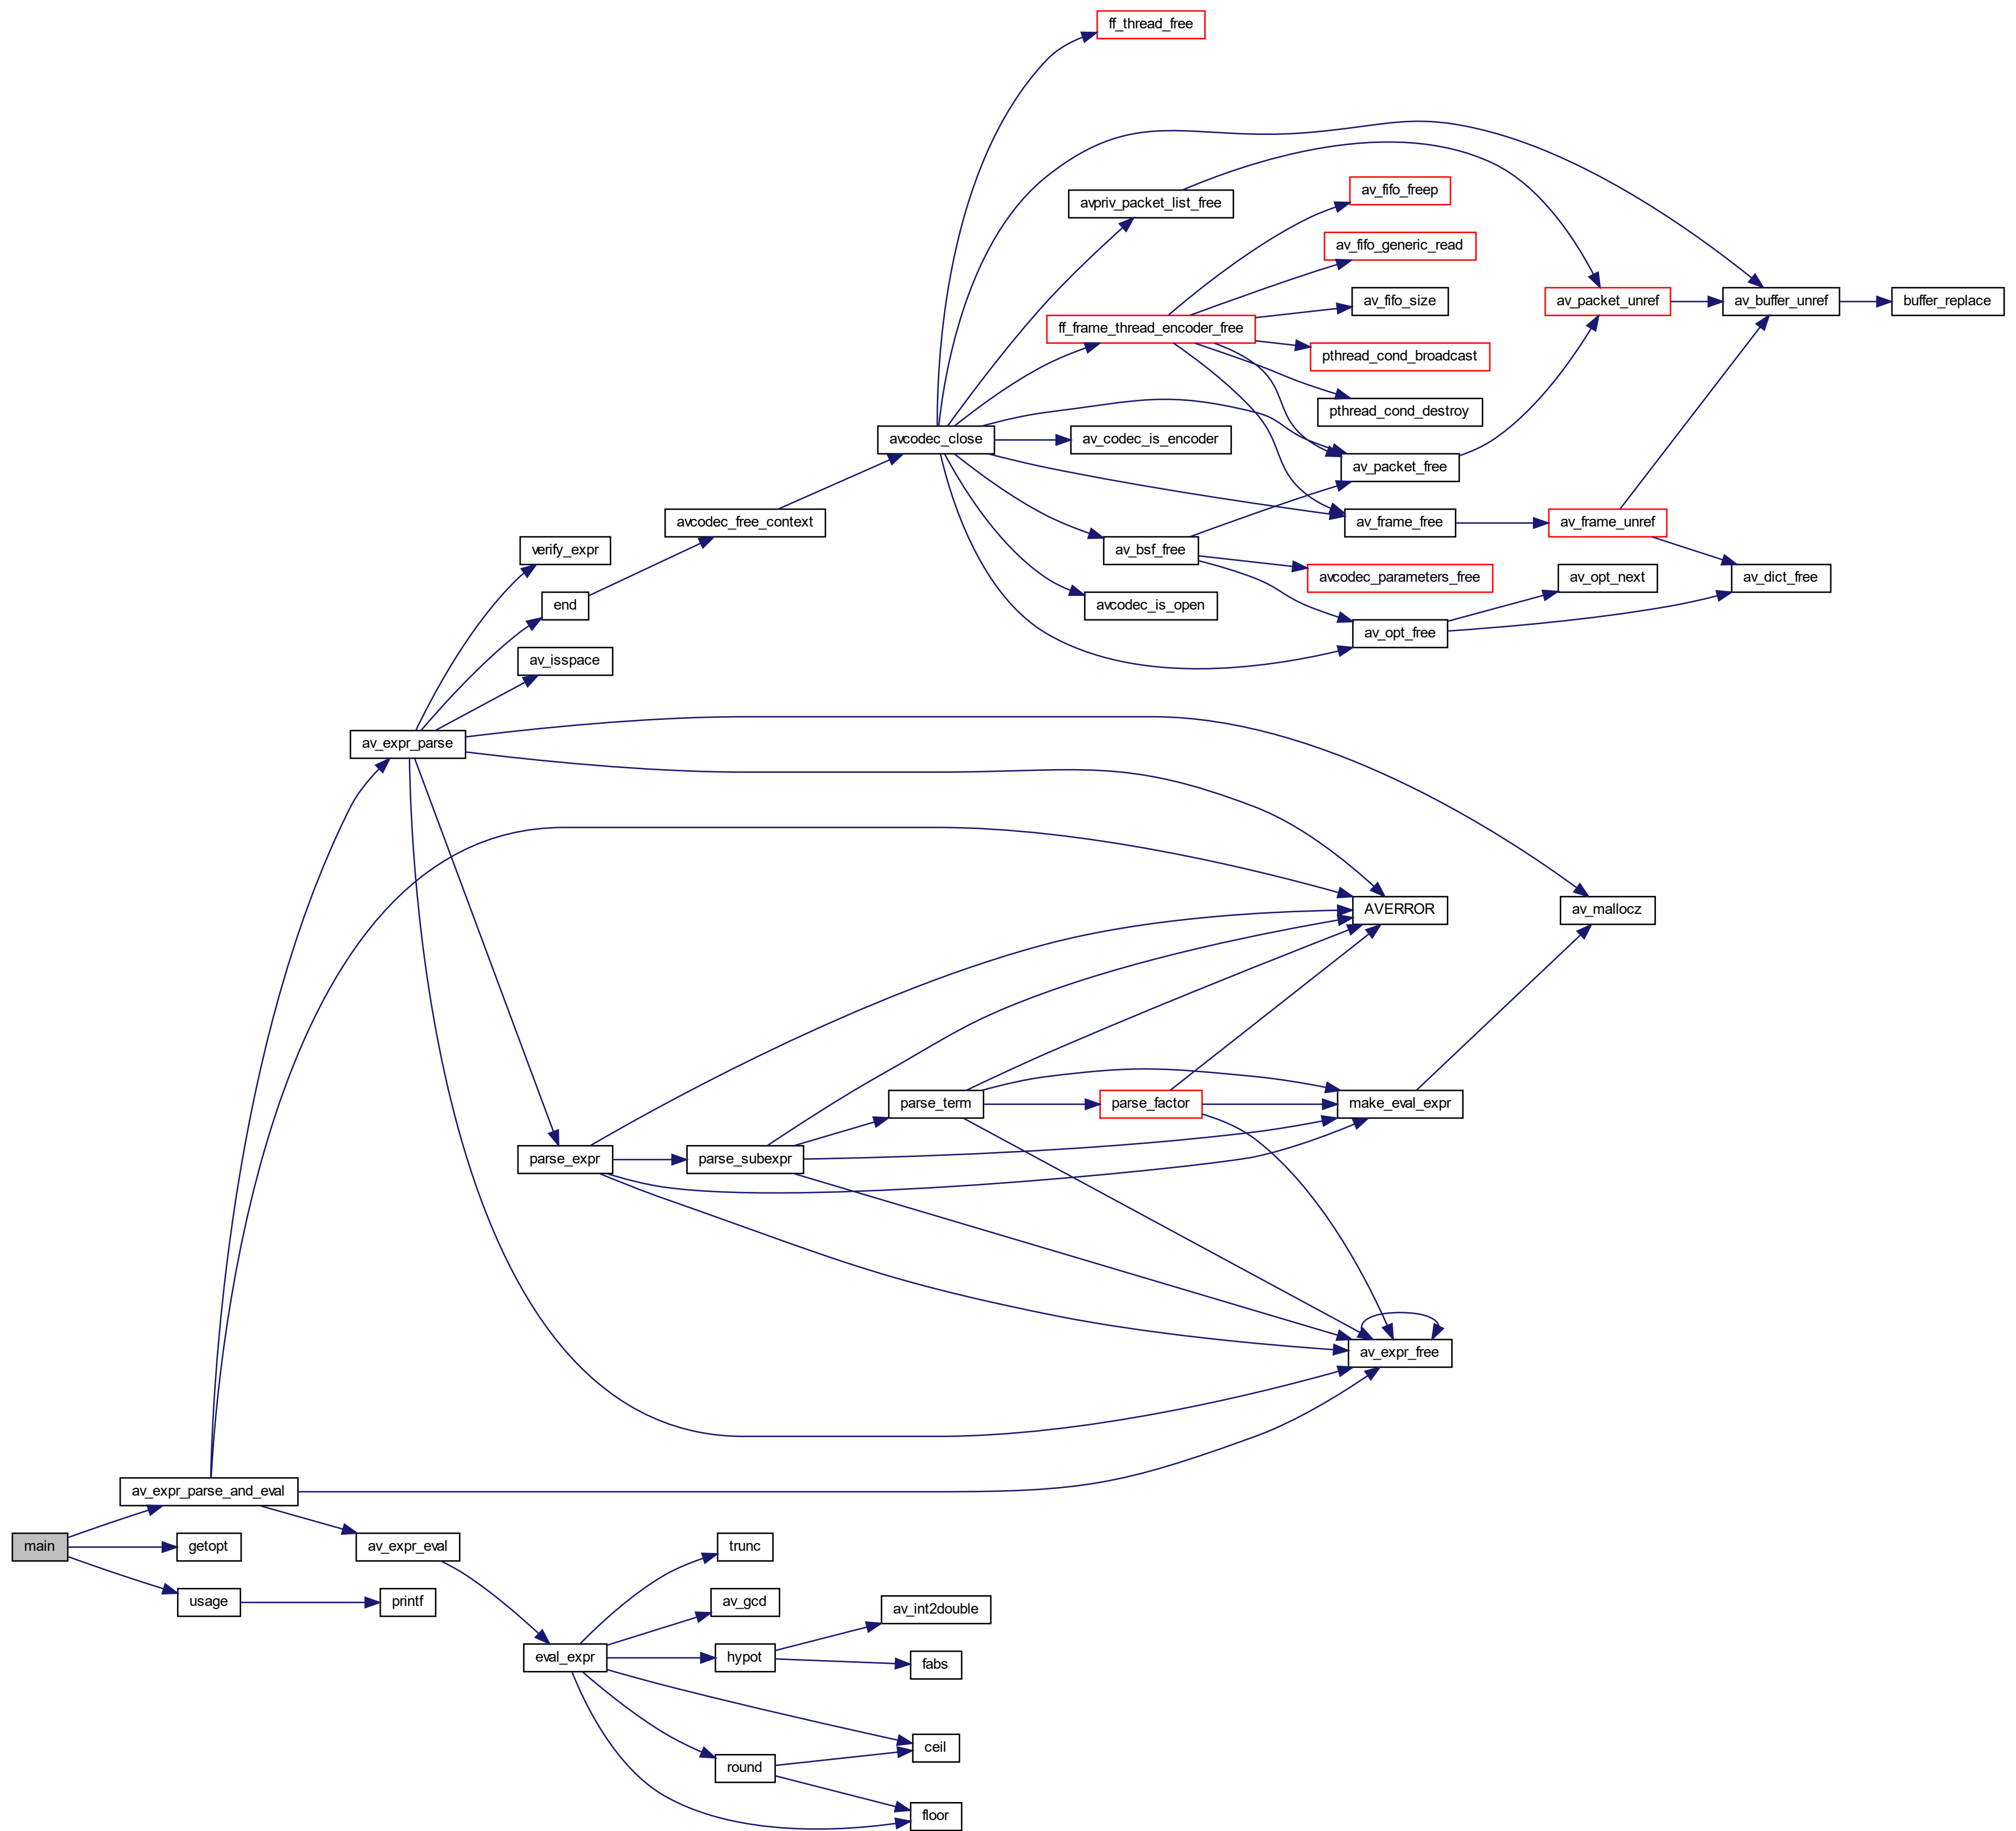 ff_thread_free
avpriv_packet_list_free
av_fifo_freep
av_fifo_generic_read
av_fifo_size
av_packet_unref
av_buffer_unref
buffer_replace
ff_frame_thread_encoder_free
pthread_cond_broadcast
pthread_cond_destroy
avcodec_close
av_codec_is_encoder
av_packet_free
avcodec_free_context
av_frame_free
av_frame_unref
verify_expr
av_bsf_free
avcodec_parameters_free
av_opt_next
av_dict_free
end
avcodec_is_open
av_opt_free
av_isspace
av_expr_parse
AVERROR
av_mallocz
parse_term
parse_factor
make_eval_expr
parse_expr
parse_subexpr
av_expr_free
av_expr_parse_and_eval
main
getopt
av_expr_eval
trunc
usage
printf
av_gcd
av_int2double
eval_expr
hypot
fabs
ceil
round
floor